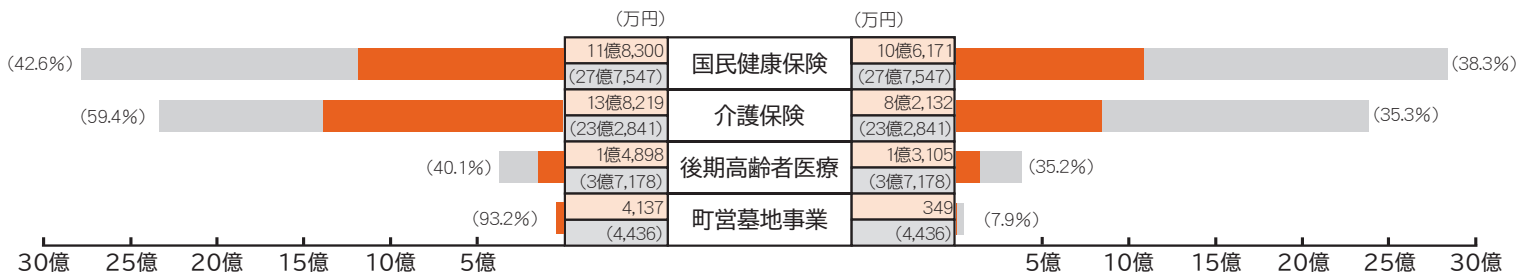 (万円) (万円)
(42.6%) 11億8,300 国民健康保険 10億6,171 (38.3%)
(27億7,547) (27億7,547)
(59.4%) 13億8,219 介護保険 8億2,132 (35.3%)
(23億2,841) (23億2,841)
(40.1%) 1億4,898 後期高齢者医療 1億3,105 (35.2%)
(3億7,178) (3億7,178)
(93.2%) 4,137 町営墓地事業 349 (7.9%)
(4,436) (4,436)
30億 25億 20億 15億 10億 5億 5億 10億 15億 20億 25億 30億